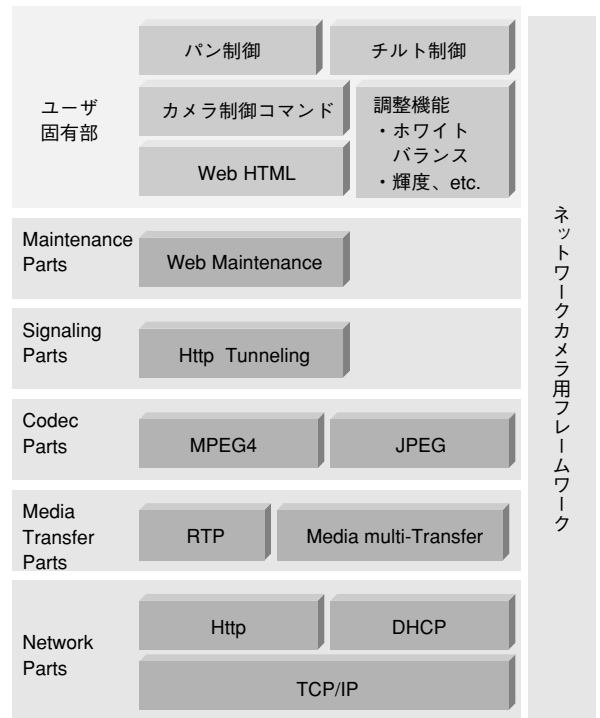 ユーザ
固有部
パン制御
チルト制御
カメラ制御コマンド
調整機能
・ホワイト
バランス
・輝度、etc.
Web HTML
Maintenance
Parts
Web Maintenance
Signaling
Parts
Http Tunneling
Codec
Parts
MPEG4
JPEG
Media
Transfer
Parts
RTP
Media multi-Transfer
Network
Parts
Http
DHCP
TCP/IP
ネットワークカメラ用フレームワーク